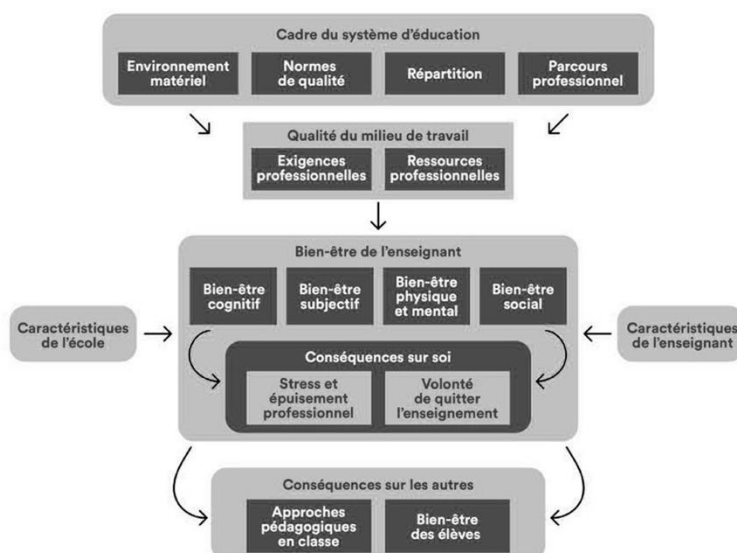 Cadre du système d'éducation
Environnement
matériel
Normes
de qualité
Répartition
Parcours
professionnel
Qualité du milieu de travail
Exigences
professionnelles
Ressources
professionnelles
Bien-être de l'enseignant
Bien-être
cognitif
Bien-être
subjectif
Bien-être
physique
et mental
Bien-être
social
Caractéristiques
de l'école
Caractéristiques
de l'enseignant
Conséquences sur soi
Stress et
épuisement
professionnel
Volonté
de quitter
l'enseignement
Conséquences sur les autres
Approches
pédagogiques
en classe
Bien-être
des élèves